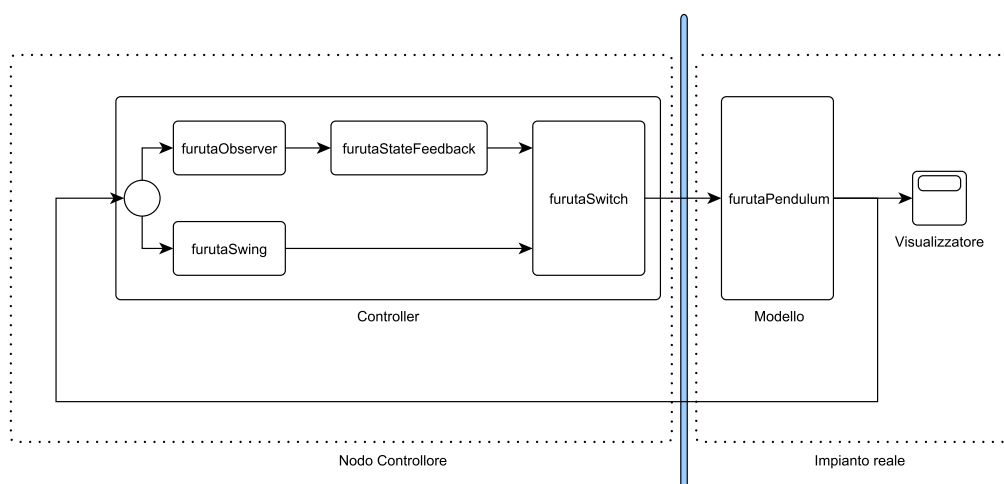 furutaObserver
furutaStateFeedback
furutaSwitch
furutaSwing
Controller
furutaPendulum
Modello
Visualizzatore
Nodo Controllore
Impianto reale